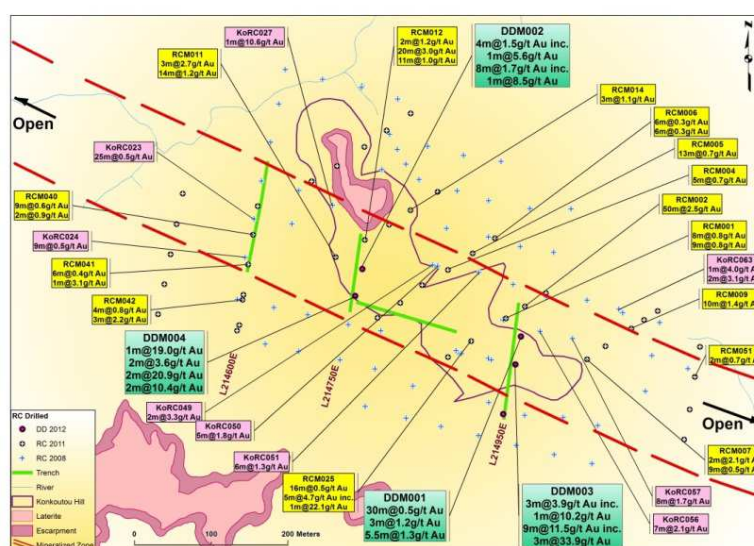 KoRC027
1m@10.6g/t Au
RCM011
3m@2.7g/t Au
14m@1.2g/t Au
RCM012
2m@1.2g/t Au
20m@3.0g/t Au
11m@1.0g/t Au
DDM002
4m@1.5g/t Au inc.
1m@5.6g/t Au
8m@1.7g/t Au inc.
1m@8.5g/t Au
RCM014
3m@1.1g/t Au
RCM006
6m@0.3g/t Au
6m@0.3g/t Au
RCM005
13m@0.7g/t Au
RCM004
5m@0.7g/t Au
RCM002
50m@2.5g/t Au
RCM001
8m@0.8g/t Au
9m@0.8g/t Au
KoRC063
1m@4.0g/t Au
2m@3.1g/t Au
RCM009
10m@1.4g/t Au
RCM051
2m@0.7g/t Au
Open
KoRC023
25m@0.5g/t Au
RCM040
9m@0.6g/t Au
2m@0.9g/t Au
KoRC024
9m@0.5g/t Au
RCM041
6m@0.4g/t Au
1m@3.1g/t Au
RCM042
4m@0.8g/t Au
3m@2.2g/t Au
DDM004
1m@19.0g/t Au
2m@3.6g/t Au
2m@20.9g/t Au
2m@10.4g/t Au
L214600E
L214750E
L214950E
Open
KoRC049
2m@3.3g/t Au
KoRC050
5m@1.8g/t Au
KoRC051
6m@1.3g/t Au
RCM025
16m@0.5g/t Au
5m@4.7g/t Au inc.
1m@22.1g/t Au
DDM001
30m@0.5g/t Au
3m@1.2g/t Au
5.5m@1.3g/t Au
DDM003
3m@3.9g/t Au inc.
1m@10.2g/t Au
9m@11.5g/t Au inc.
3m@33.9g/t Au
RCM007
2m@2.1g/t Au
9m@0.5g/t Au
KoRC057
8m@1.7g/t Au
KoRC056
7m@2.1g/t Au
RC Drilled
DD 2012
RC 2011
RC 2008
Trench
River
Konkoutou Hill
Laterite
Escarpment
Mineralized Zone
0
100
200 Meters